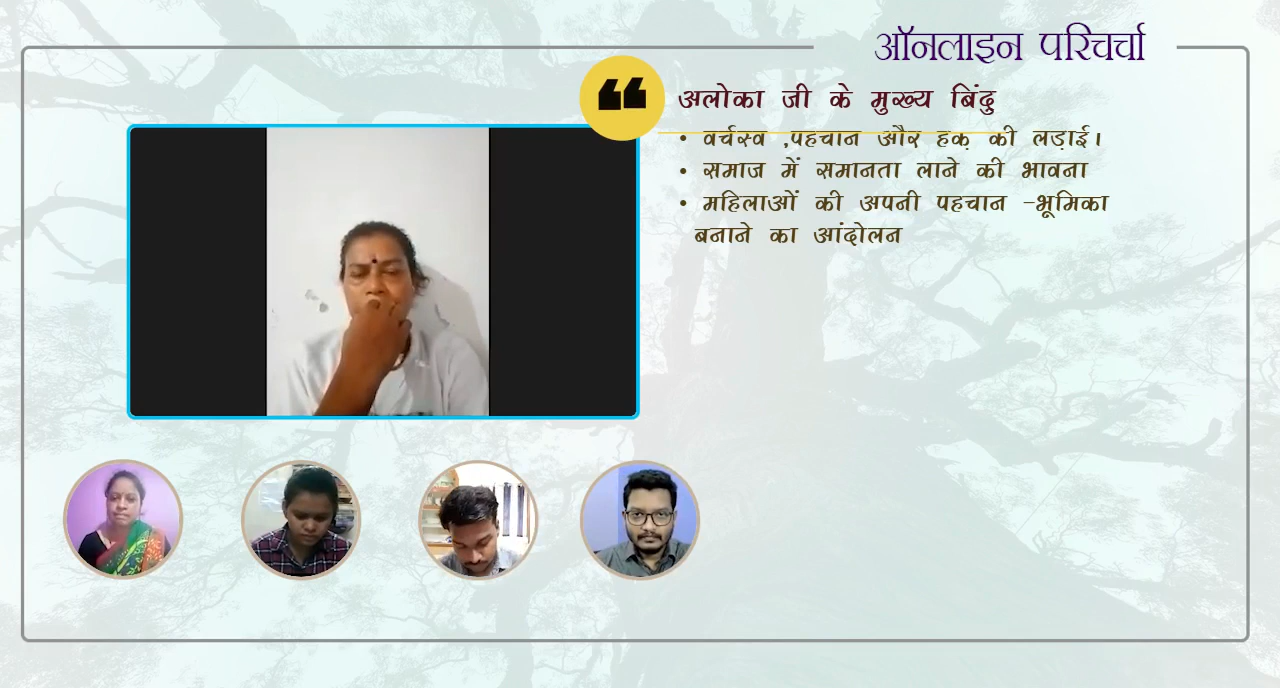 ऑनलाइन परिचर्चा
❝
अलोका जी के मुख्य बिंदु
• वर्चस्व ,पहचान और हक़ की लड़ाई।
• समाज में समानता लाने की भावना
• महिलाओं की अपनी पहचान -भूमिका
बनाने का आंदोलन